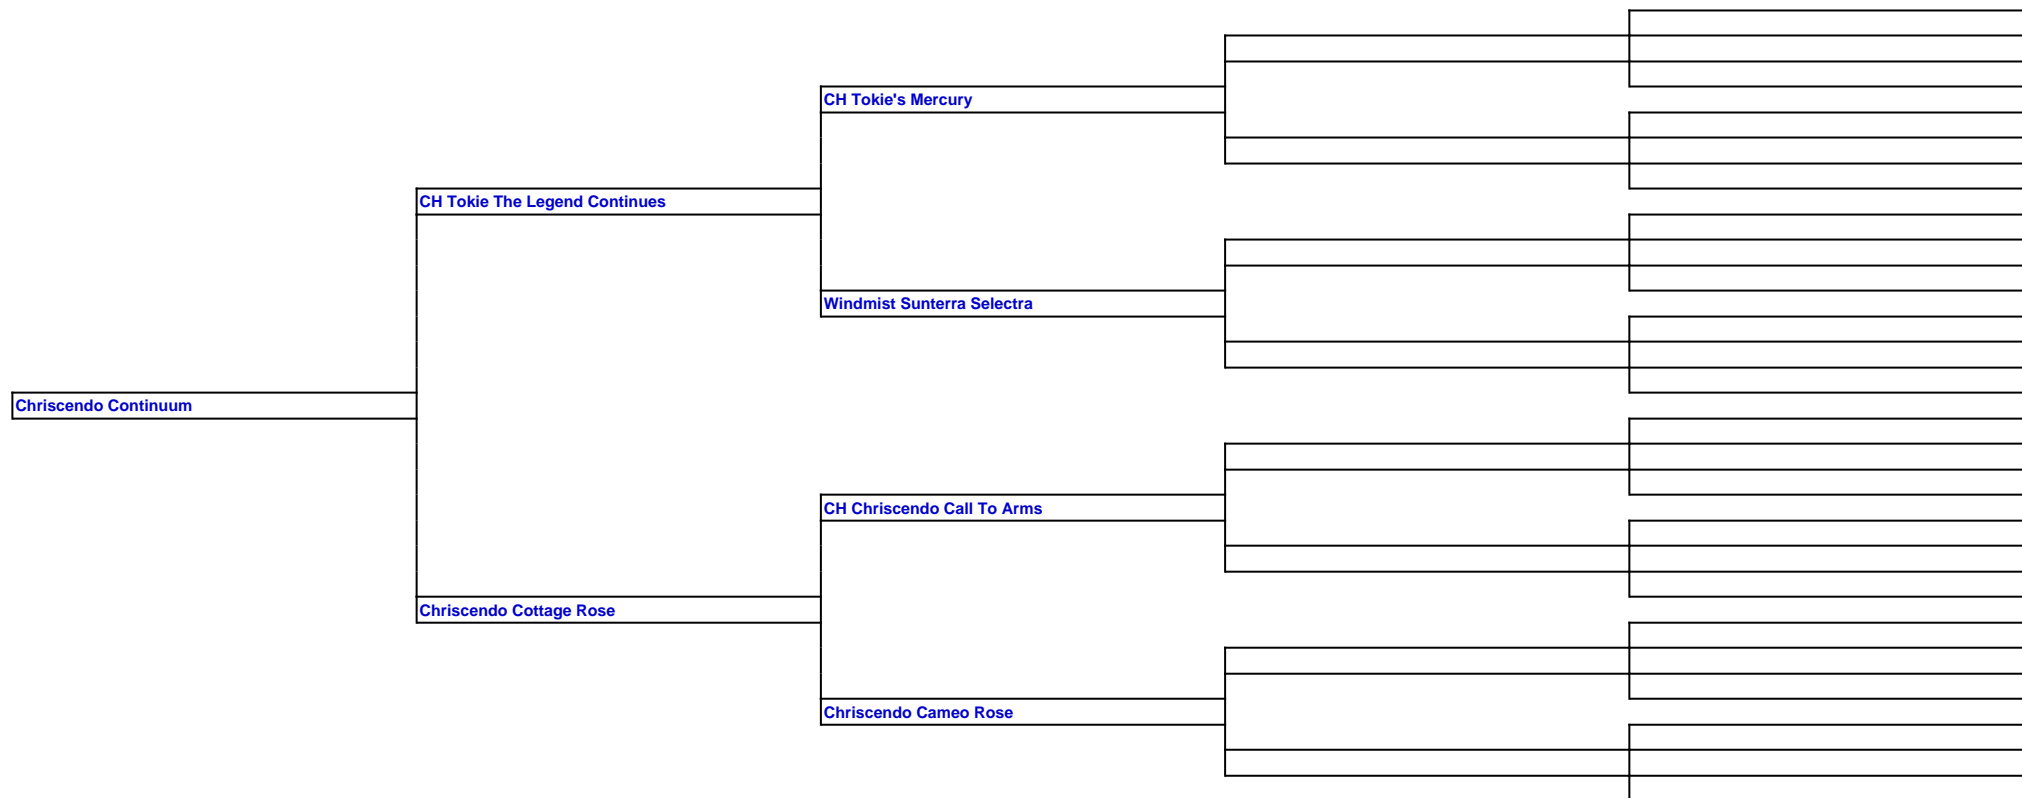 CH Tokie's Mercury
CH Tokie The Legend Continues
Windmist Sunterra Selectra
Chriscendo Continuum
CH Chriscendo Call To Arms
Chriscendo Cottage Rose
Chriscendo Cameo Rose